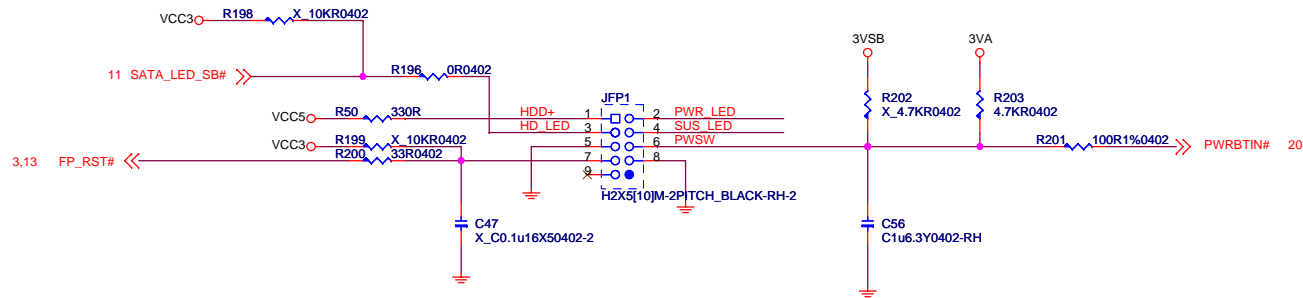 VCC3
R198
X_10KR0402
11 SATA_LED_SB#
R196
0R0402
VCC5
R50
330R
HDD+
HD_LED
VCC3
R199
X_10KR0402
3,13 FP_RST#
R200
33R0402
C47
X_C0.1u16X50402-2
JFP1
1
2
3
4
5
6
7
8
9
PWR_LED
SUS_LED
PWSW
H2X5[10]M-2PITCH_BLACK-RH-2
3VSB
3VA
R202
X_4.7KR0402
R203
4.7KR0402
R201
100R1%0402
PWRBTIN# 20
C56
C1u6.3Y0402-RH